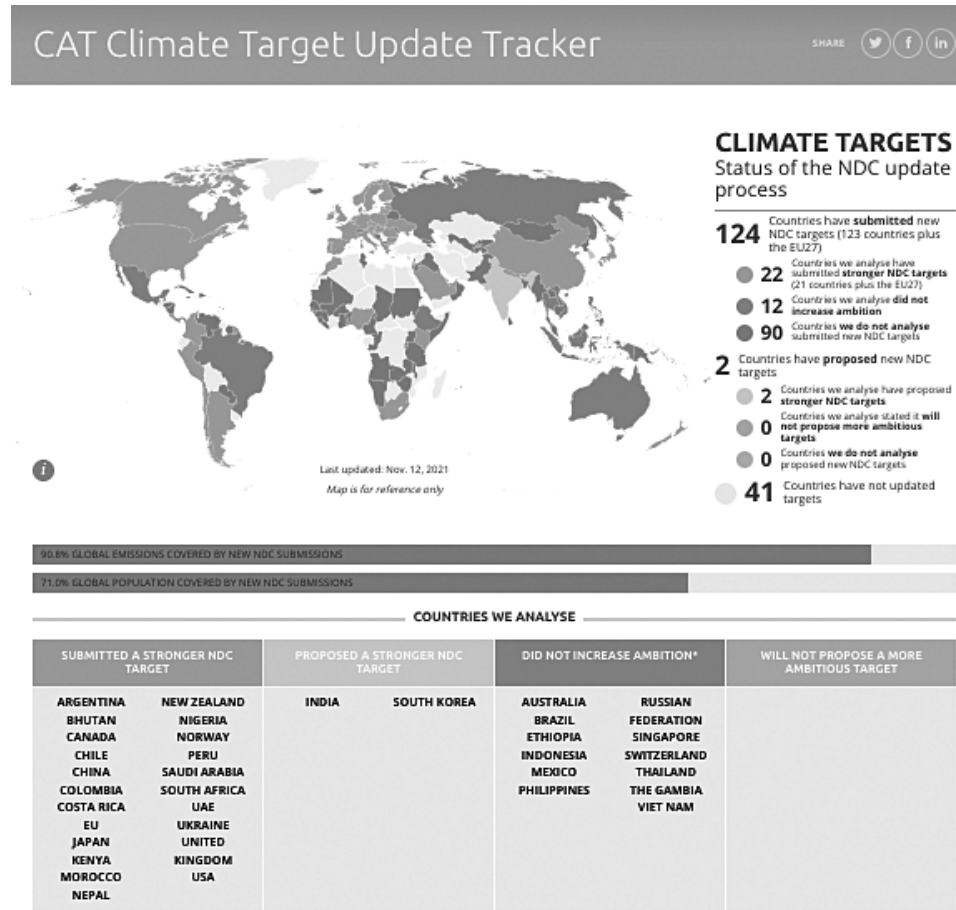 CAT Climate Target Update Tracker
SHARE
CLIMATE TARGETS
Status of the NDC update
process
124
Countries have submitted new
NDC targets (123 countries plus
the EU27)
22
Countries we analyse have
submitted stronger NDC targets
(21 countries plus the EU27)
12
Countries we analyse did not
increase ambition
90
Countries we do not analyse
submitted new NDC targets
2
Countries have proposed new NDC
targets
2
Countries we analyse have proposed
stronger NDC targets
0
Countries we analyse stated it will
not propose more ambitious
targets
0
Countries we do not analyse
proposed new NDC targets
41
Countries have not updated
targets
i
Last updated: Nov. 12, 2021
Map is for reference only
90.8% GLOBAL EMISSIONS COVERED BY NEW NDC SUBMISSIONS
71.0% GLOBAL POPULATION COVERED BY NEW NDC SUBMISSIONS
COUNTRIES WE ANALYSE
SUBMITTED A STRONGER NDC
TARGET
ARGENTINA
BHUTAN
CANADA
CHILE
CHINA
COLOMBIA
COSTA RICA
EU
JAPAN
KENYA
MOROCCO
NEPAL
NEW ZEALAND
NIGERIA
NORWAY
PERU
SAUDI ARABIA
SOUTH AFRICA
UAE
UKRAINE
UNITED
KINGDOM
USA
PROPOSED A STRONGER NDC
TARGET
INDIA
SOUTH KOREA
DID NOT INCREASE AMBITION*
AUSTRALIA
BRAZIL
ETHIOPIA
INDONESIA
MEXICO
PHILIPPINES
RUSSIAN
FEDERATION
SINGAPORE
SWITZERLAND
THAILAND
THE GAMBIA
VIET NAM
WILL NOT PROPOSE A MORE
AMBITIOUS TARGET